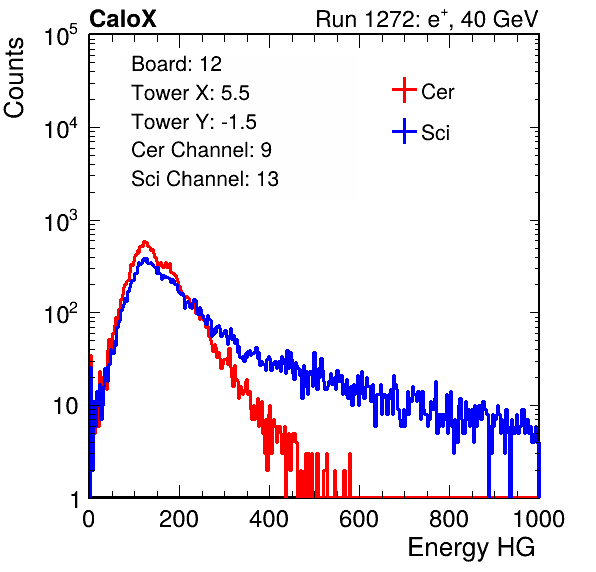 CaloX Run 1272: e⁺, 40 GeV
Counts
10⁵
10⁴
10³
10²
10
1
Board: 12
Tower X: 5.5
Tower Y: -1.5
Cer Channel: 9
Sci Channel: 13
Cer
Sci
0 200 400 600 800 1000
Energy HG